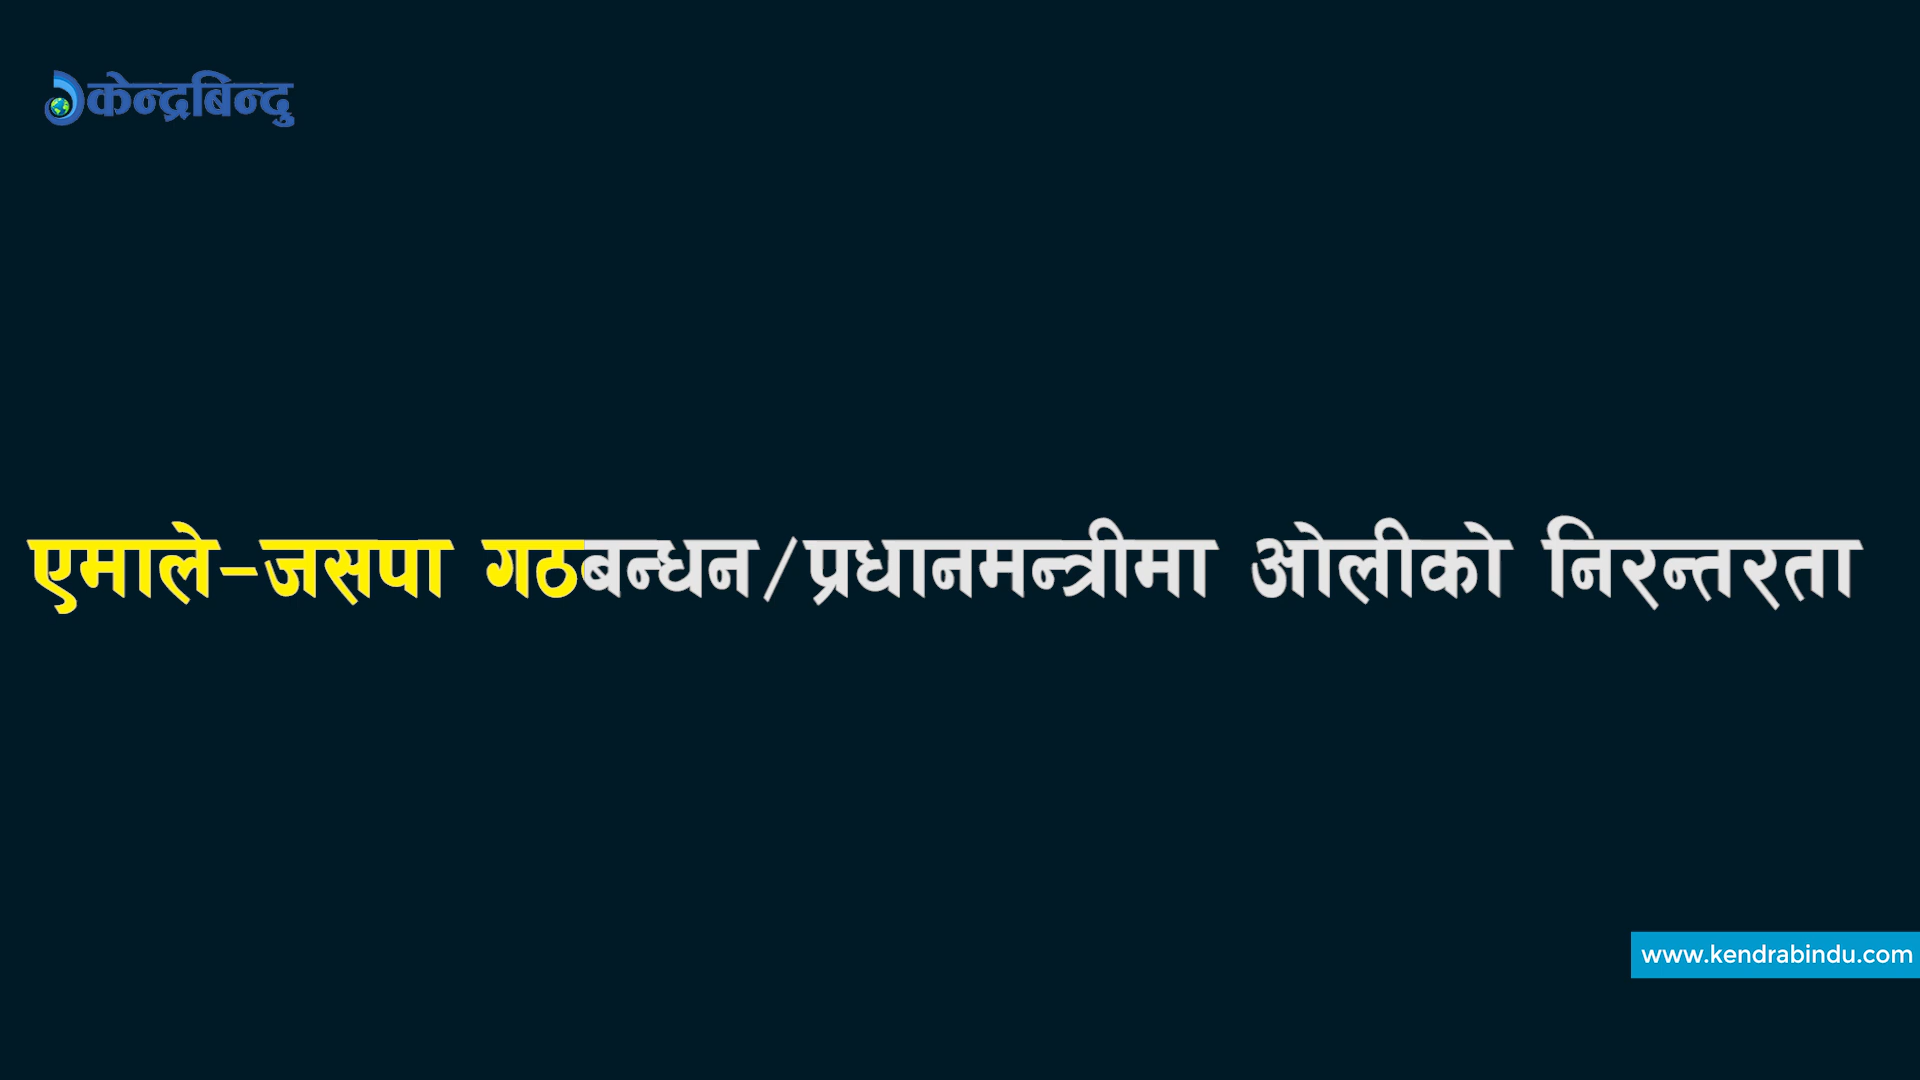 केन्द्रबिन्दु
एमाले-जसपा गठबन्धन/प्रधानमन्त्रीमा ओलीको निरन्तरता
www.kendrabindu.com